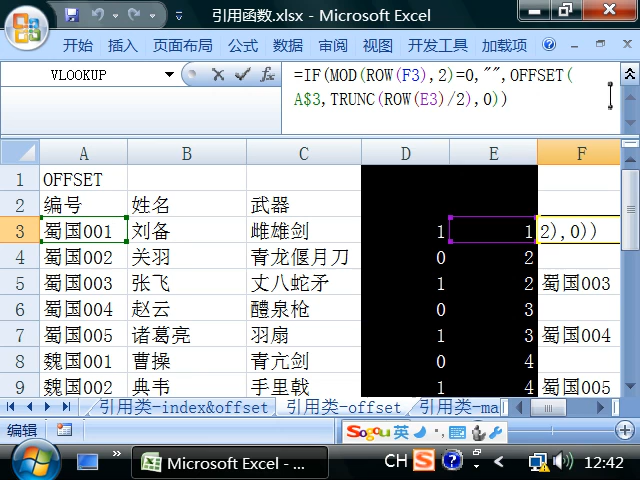 引用函数.xlsx - Microsoft Excel
开始 插入 页面布局 公式 数据 审阅 视图 开发工具 加载项
VLOOKUP
=IF(MOD(ROW(F3),2)=0,"",OFFSET(
A$3,TRUNC(ROW(E3)/2),0))
A B C D E F
1 OFFSET
2 编号 姓名 武器
3 蜀国001 刘备 雌雄剑 1 1 2),0))
4 蜀国002 关羽 青龙偃月刀 0 2
5 蜀国003 张飞 丈八蛇矛 1 2 蜀国003
6 蜀国004 赵云 醴泉枪 0 3
7 蜀国005 诸葛亮 羽扇 1 3 蜀国004
8 魏国001 曹操 青亢剑 0 4
9 魏国002 典韦 手里戟 1 4 蜀国005
引用类-index&offset 引用类-offset 引用类-ma
编辑
Sogou 英
Microsoft Excel - ... CH S 12:42